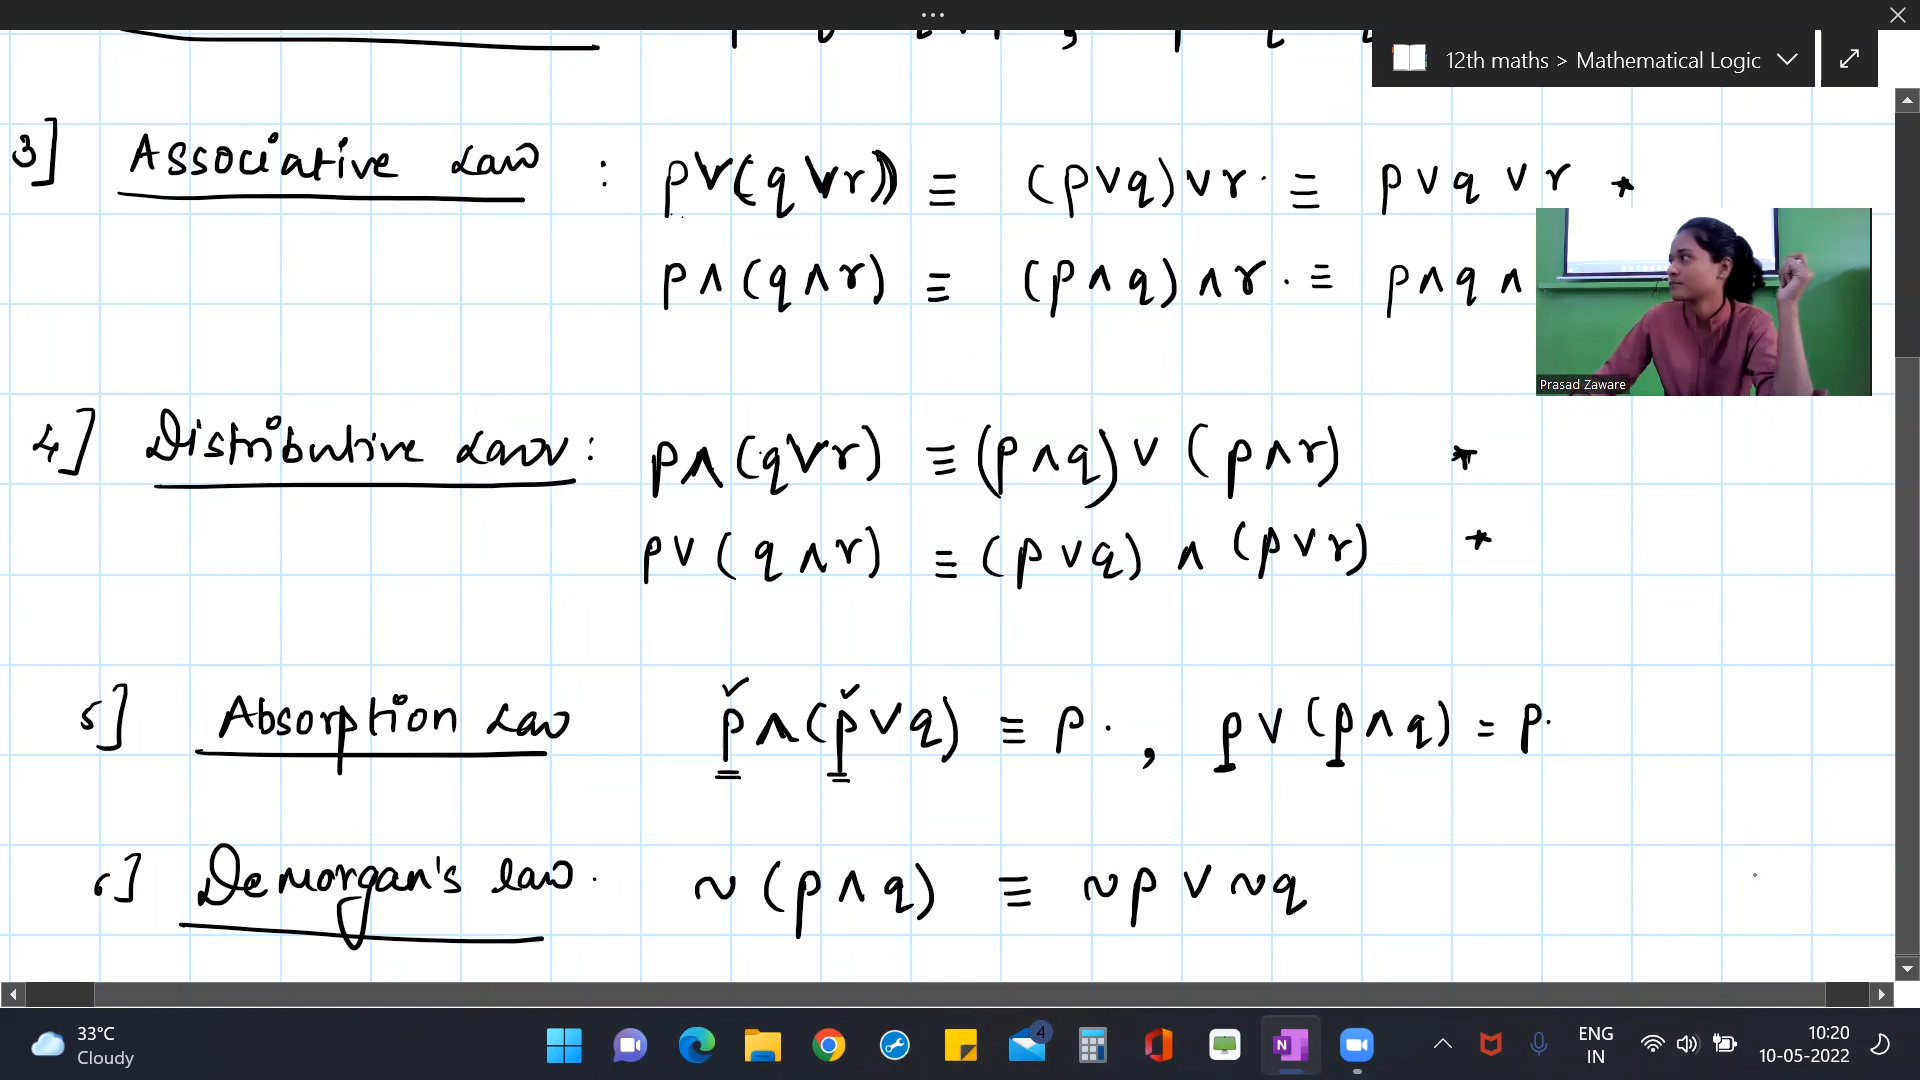 12th maths > Mathematical Logic
3] Associative Law : p∨(q∨r) ≡ (p∨q)∨r. ≡ p∨q∨r *
p∧(q∧r) ≡ (p∧q)∧r. ≡ p∧q∧
Prasad Zaware
4] Distributive Law: p∧(q∨r) ≡ (p∧q)∨(p∧r) *
p∨(q∧r) ≡ (p∨q)∧(p∨r) *
5] Absorption Law p∧(p∨q) ≡ p. , p∨(p∧q) = p.
6] De Morgan's law. ~(p∧q) ≡ ~p∨~q
33°C
Cloudy
4
ENG
IN
10:20
10-05-2022